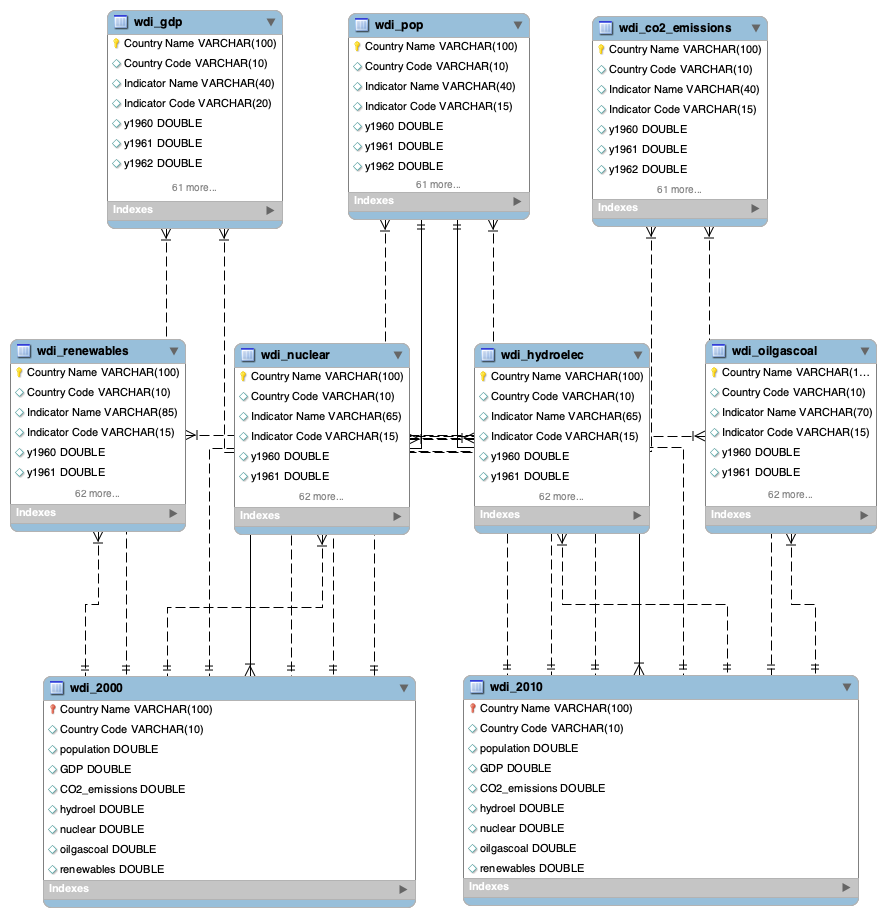 wdi_gdp
Country Name VARCHAR(100)
Country Code VARCHAR(10)
Indicator Name VARCHAR(40)
Indicator Code VARCHAR(20)
y1960 DOUBLE
y1961 DOUBLE
y1962 DOUBLE
61 more...
Indexes
wdi_pop
Country Name VARCHAR(100)
Country Code VARCHAR(10)
Indicator Name VARCHAR(40)
Indicator Code VARCHAR(15)
y1960 DOUBLE
y1961 DOUBLE
y1962 DOUBLE
61 more...
Indexes
wdi_co2_emissions
Country Name VARCHAR(100)
Country Code VARCHAR(10)
Indicator Name VARCHAR(40)
Indicator Code VARCHAR(15)
y1960 DOUBLE
y1961 DOUBLE
y1962 DOUBLE
61 more...
Indexes
wdi_renewables
Country Name VARCHAR(100)
Country Code VARCHAR(10)
Indicator Name VARCHAR(85)
Indicator Code VARCHAR(15)
y1960 DOUBLE
y1961 DOUBLE
62 more...
Indexes
wdi_nuclear
Country Name VARCHAR(100)
Country Code VARCHAR(10)
Indicator Name VARCHAR(65)
Indicator Code VARCHAR(15)
y1960 DOUBLE
y1961 DOUBLE
62 more...
Indexes
wdi_hydroelec
Country Name VARCHAR(100)
Country Code VARCHAR(10)
Indicator Name VARCHAR(65)
Indicator Code VARCHAR(15)
y1960 DOUBLE
y1961 DOUBLE
62 more...
Indexes
wdi_oilgascoal
Country Name VARCHAR(1...
Country Code VARCHAR(10)
Indicator Name VARCHAR(70)
Indicator Code VARCHAR(15)
y1960 DOUBLE
y1961 DOUBLE
62 more...
Indexes
wdi_2000
Country Name VARCHAR(100)
Country Code VARCHAR(10)
population DOUBLE
GDP DOUBLE
CO2_emissions DOUBLE
hydroel DOUBLE
nuclear DOUBLE
oilgascoal DOUBLE
renewables DOUBLE
Indexes
wdi_2010
Country Name VARCHAR(100)
Country Code VARCHAR(10)
population DOUBLE
GDP DOUBLE
CO2_emissions DOUBLE
hydroel DOUBLE
nuclear DOUBLE
oilgascoal DOUBLE
renewables DOUBLE
Indexes